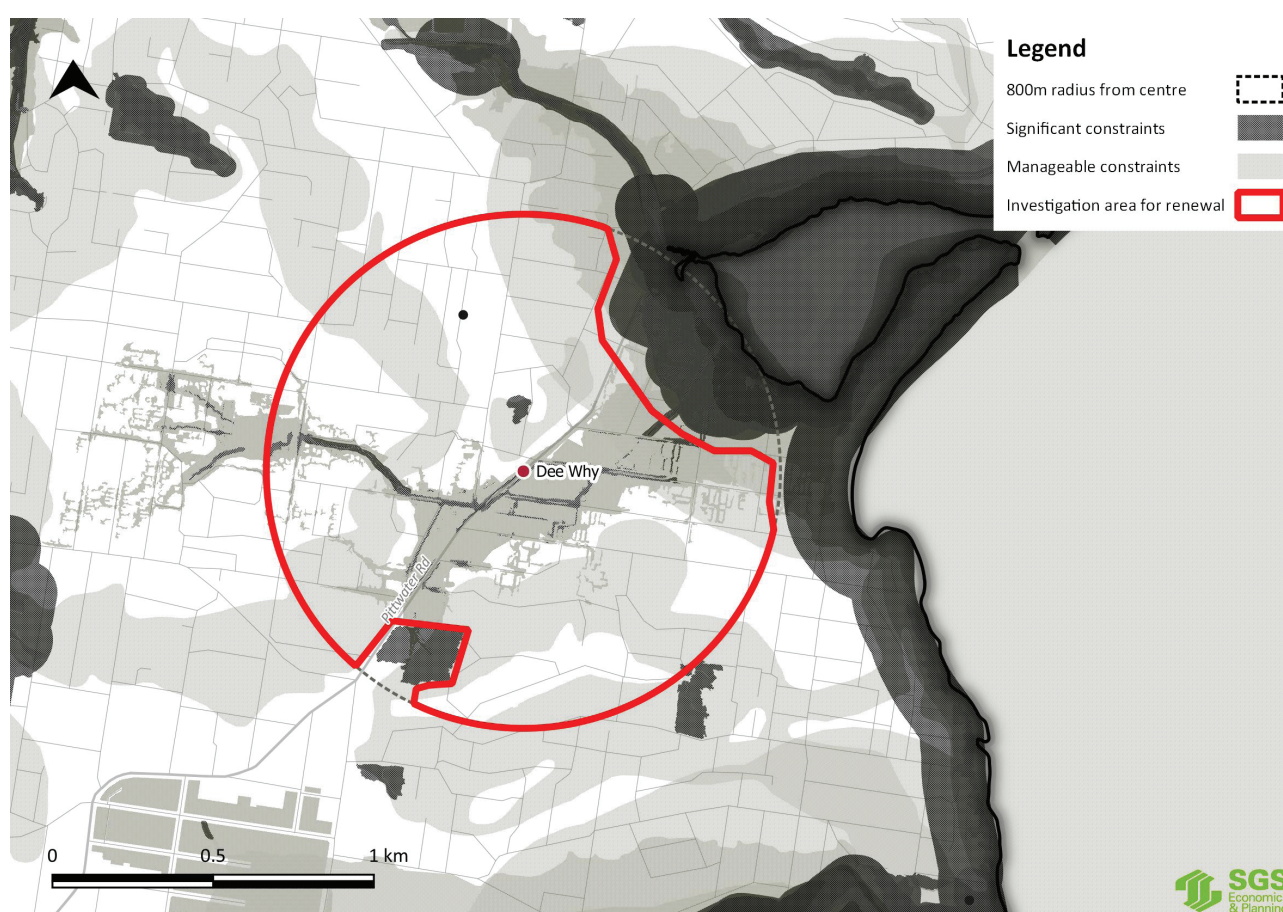 Legend
800m radius from centre
Significant constraints
Manageable constraints
Investigation area for renewal
Dee Why
Pittwater Rd
0 0.5 1 km
SGS
Economics
& Planning